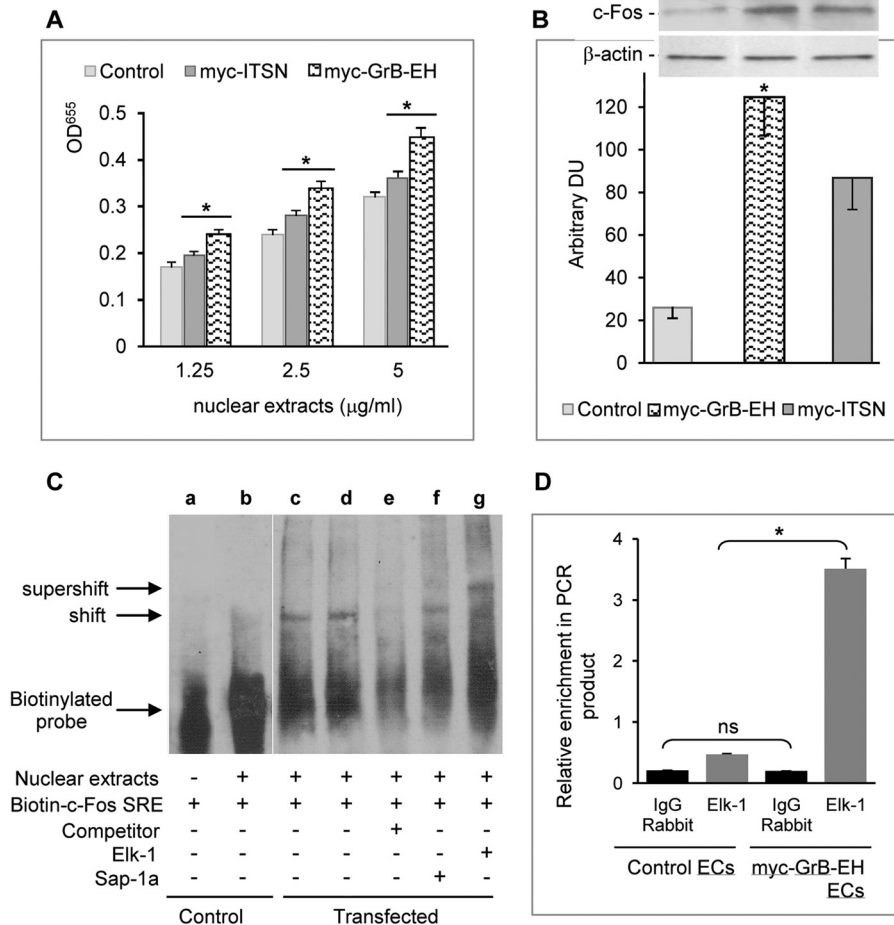 A
Control myc-ITSN myc-GrB-EH
OD655
0.5
0.4
0.3
0.2
0.1
0
* * *
1.25 2.5 5
nuclear extracts (μg/ml)
B
c-Fos -
β-actin -
*
Arbitrary DU
120
100
80
60
40
20
0
Control myc-GrB-EH myc-ITSN
C
a b c d e f g
supershift
shift
Biotinylated
probe
Nuclear extracts - + + + + + +
Biotin-c-Fos SRE + + + + + + +
Competitor - - - - + - -
Elk-1 - - - - - - +
Sap-1a - - - - - + -
Control Transfected
D
Relative enrichment in PCR
product
4
3
2
1
0
*
ns
IgG Elk-1 IgG Elk-1
Rabbit Rabbit
Control ECs myc-GrB-EH
ECs